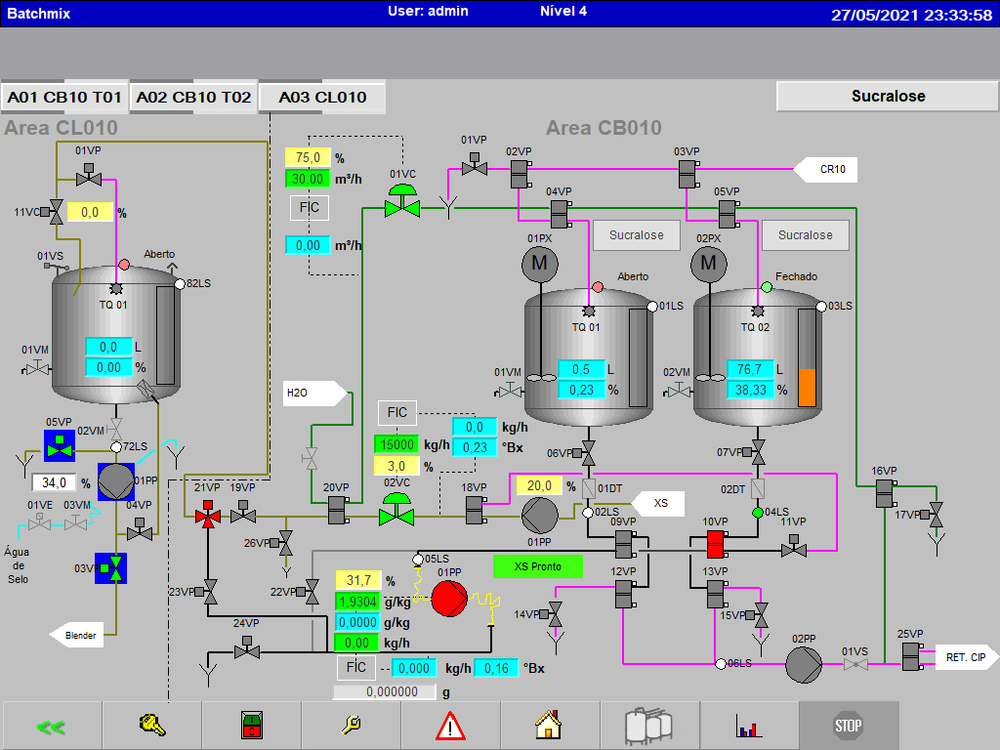 Batchmix
User: admin
Nível 4
27/05/2021 23:33:58
A01 CB10 T01
A02 CB10 T02
A03 CL010
Sucralose
Area CL010
Area CB010
01VP
11VC
0,0 %
01VS
Aberto
82LS
TQ 01
0,0 L
0,00 %
01VM
05VP
02VM
72LS
34,0 %
01PP
01VE
03VM
04VP
Água
de
Selo
03VP
Blender
75,0 %
30,00 m³/h
FIC
0,00 m³/h
01VC
01VP
02VP
03VP
CR10
04VP
05VP
01PX
Sucralose
02PX
Sucralose
M
M
Aberto
Fechado
01LS
03LS
TQ 01
TQ 02
0,5 L
0,23 %
76,7 L
38,33 %
01VM
02VM
H2O
FIC
15000 kg/h
3,0 %
0,0 kg/h
0,23 °Bx
06VP
07VP
21VP
19VP
20VP
02VC
18VP
20,0 %
01DT
02DT
XS
16VP
17VP
02LS
04LS
01PP
09VP
10VP
11VP
26VP
05LS
01PP
XS Pronto
12VP
13VP
23VP
22VP
31,7 %
1,9304 g/kg
0,0000 g/kg
0,00 kg/h
14VP
15VP
24VP
FIC
0,000 kg/h
0,16 °Bx
0,000000 g
06LS
02PP
01VS
25VP
RET. CIP
<<
C
STOP